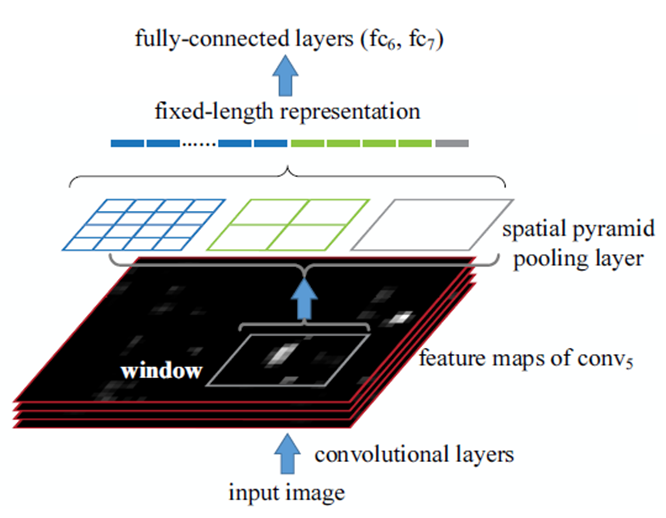 fully-connected layers (fc₆, fc₇)
fixed-length representation
......
spatial pyramid
pooling layer
window
feature maps of conv₅
convolutional layers
input image